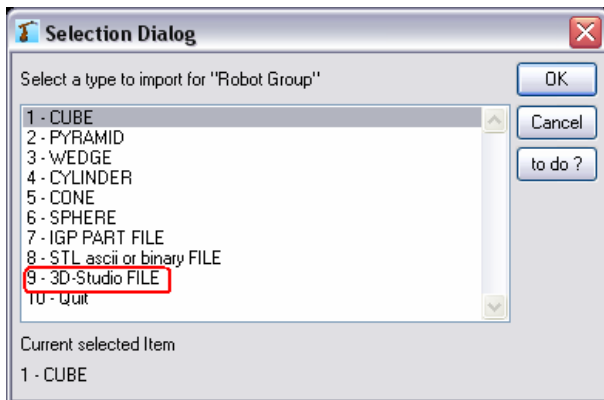 Selection Dialog
Select a type to import for "Robot Group"
OK
1 - CUBE
2 - PYRAMID
3 - WEDGE
4 - CYLINDER
5 - CONE
6 - SPHERE
7 - IGP PART FILE
8 - STL ascii or binary FILE
9 - 3D-Studio FILE
10 - Quit
Cancel
to do ?
Current selected Item
1 - CUBE